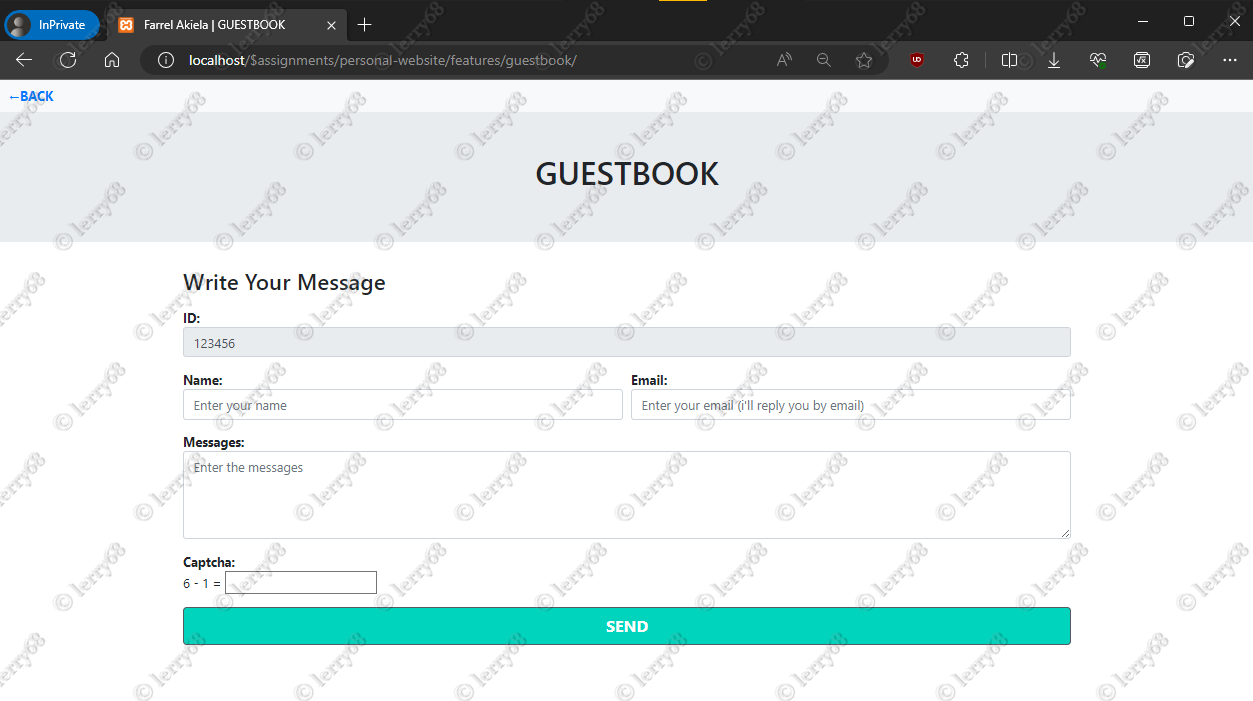 InPrivate
Farrel Akiela | GUESTBOOK
localhost/$assignments/personal-website/features/guestbook/
←BACK
GUESTBOOK
Write Your Message
ID:
123456
Name:
Email:
Enter your name
Enter your email (i'll reply you by email)
Messages:
Enter the messages
Captcha:
6 - 1 =
SEND
© lerry68